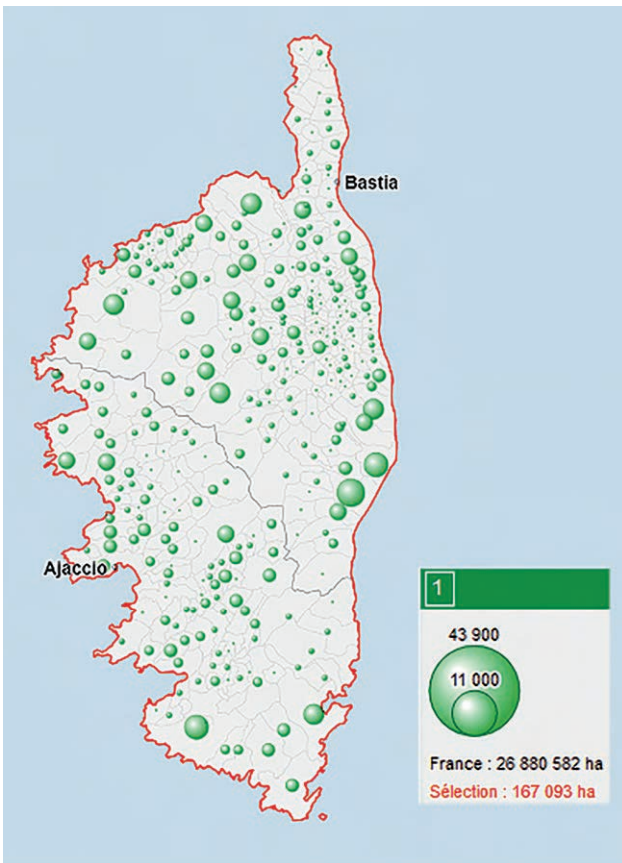 Bastia
Ajaccio
1
43 900
11 000
France : 26 880 582 ha
Sélection : 167 093 ha